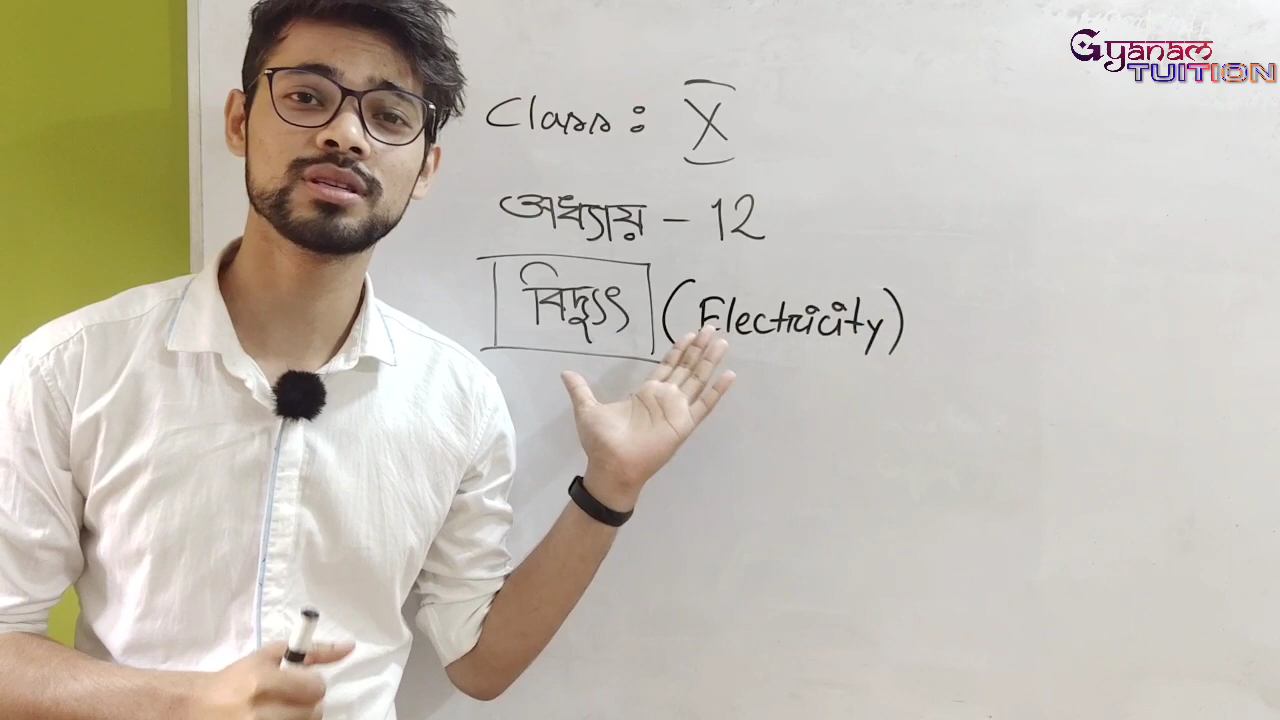 Class : X
অধ্যায় - 12
বিদ্যুৎ (Electricity)
Gyanam
TUITION